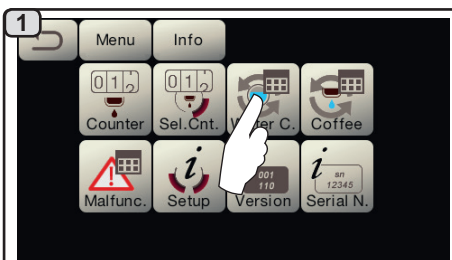 1
Menu Info
0 1 2 0 1 2
Counter Sel.Cnt. Water C. Coffee
001
110
sn
12345
Malfunc. Setup Version Serial N.